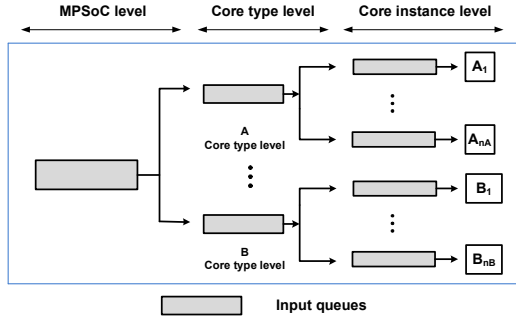 MPSoC level Core type level Core instance level
A1
A
Core type level
AnA
B1
B
Core type level
BnB
Input queues